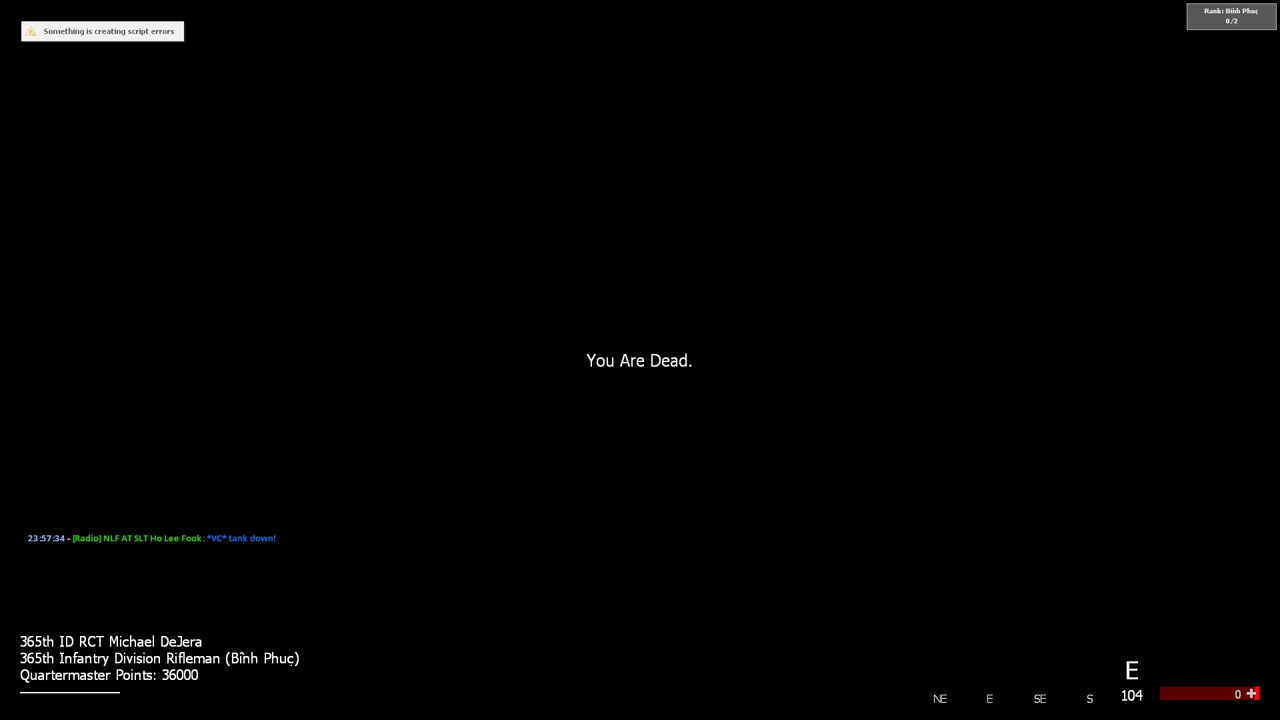 Something is creating script errors
Rank: Bính Phục
0/2
You Are Dead.
23:57:34 - [Radio] NLF AT SLT Ho Lee Fook: *VC* tank down!
365th ID RCT Michael DeJera
365th Infantry Division Rifleman (Bình Phục)
Quartermaster Points: 36000
E
NE E SE S 104 0